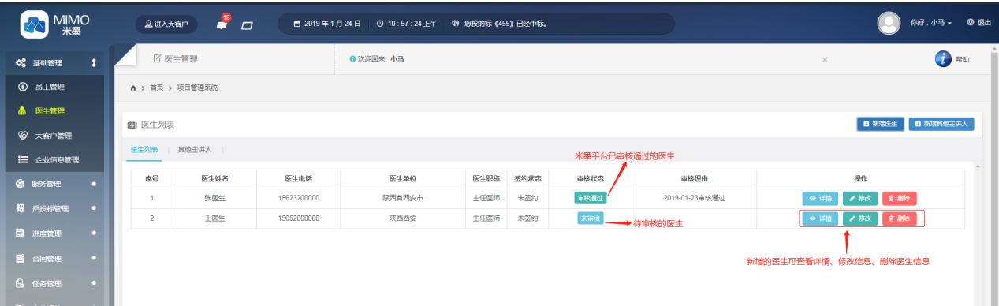 MIMO
米墨
进入大客户
18
2019 年 1 月 24 日
10 : 57 : 24 上午
您投的标《455》已经中标。
你好，小马
退出
基础管理
员工管理
医生管理
大客户管理
企业信息管理
服务管理
招投标管理
进度管理
合同管理
任务管理
医生管理
欢迎回来, 小马
×
帮助
> 首页 > 项目管理系统
医生列表
新增医生
新增其他主讲人
医生列表 | 其他主讲人 |
米墨平台已审核通过的医生
序号 医生姓名 医生电话 医生单位 医生职称 签约状态 审核状态 审核理由 操作
1 张医生 15623200000 陕西省西安市 主任医师 未签约 审核通过 2019-01-23审核通过 详情 修改 删除
2 王医生 15652000000 陕西西安 主任医师 未签约 未审核 详情 修改 删除
待审核的医生
新增的医生可查看详情、修改信息、删除医生信息